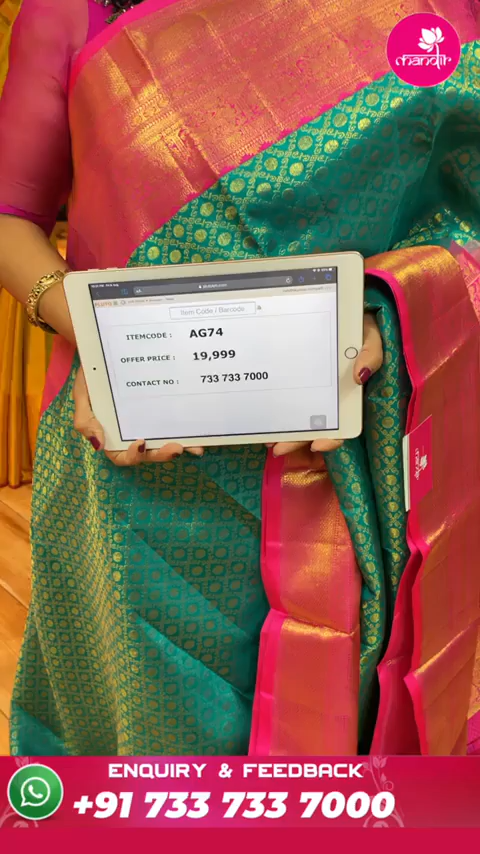 mandir
Item Code / Barcode
ITEMCODE : AG74
OFFER PRICE : 19,999
CONTACT NO : 733 733 7000
ENQUIRY & FEEDBACK
+91 733 733 7000